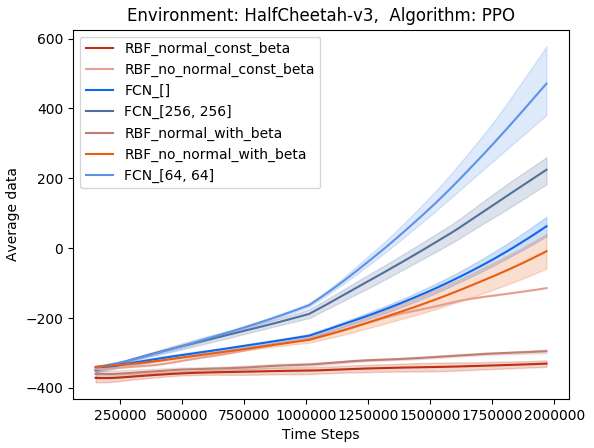 Environment: HalfCheetah-v3,  Algorithm: PPO
600
400
200
0
−200
−400
Average data
RBF_normal_const_beta
RBF_no_normal_const_beta
FCN_[]
FCN_[256, 256]
RBF_normal_with_beta
RBF_no_normal_with_beta
FCN_[64, 64]
250000 500000 750000 1000000 1250000 1500000 1750000 2000000
Time Steps